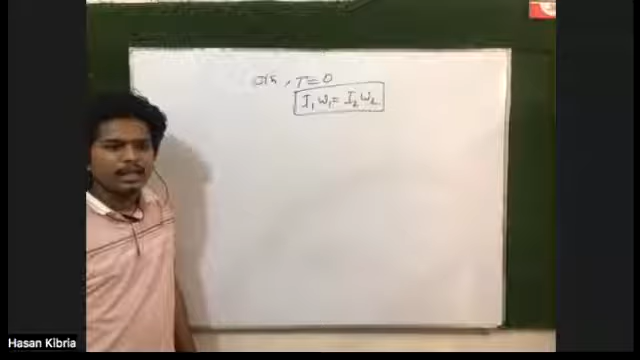 , τ = 0
I₁ω₁ = I₂ω₂
Hasan Kibria